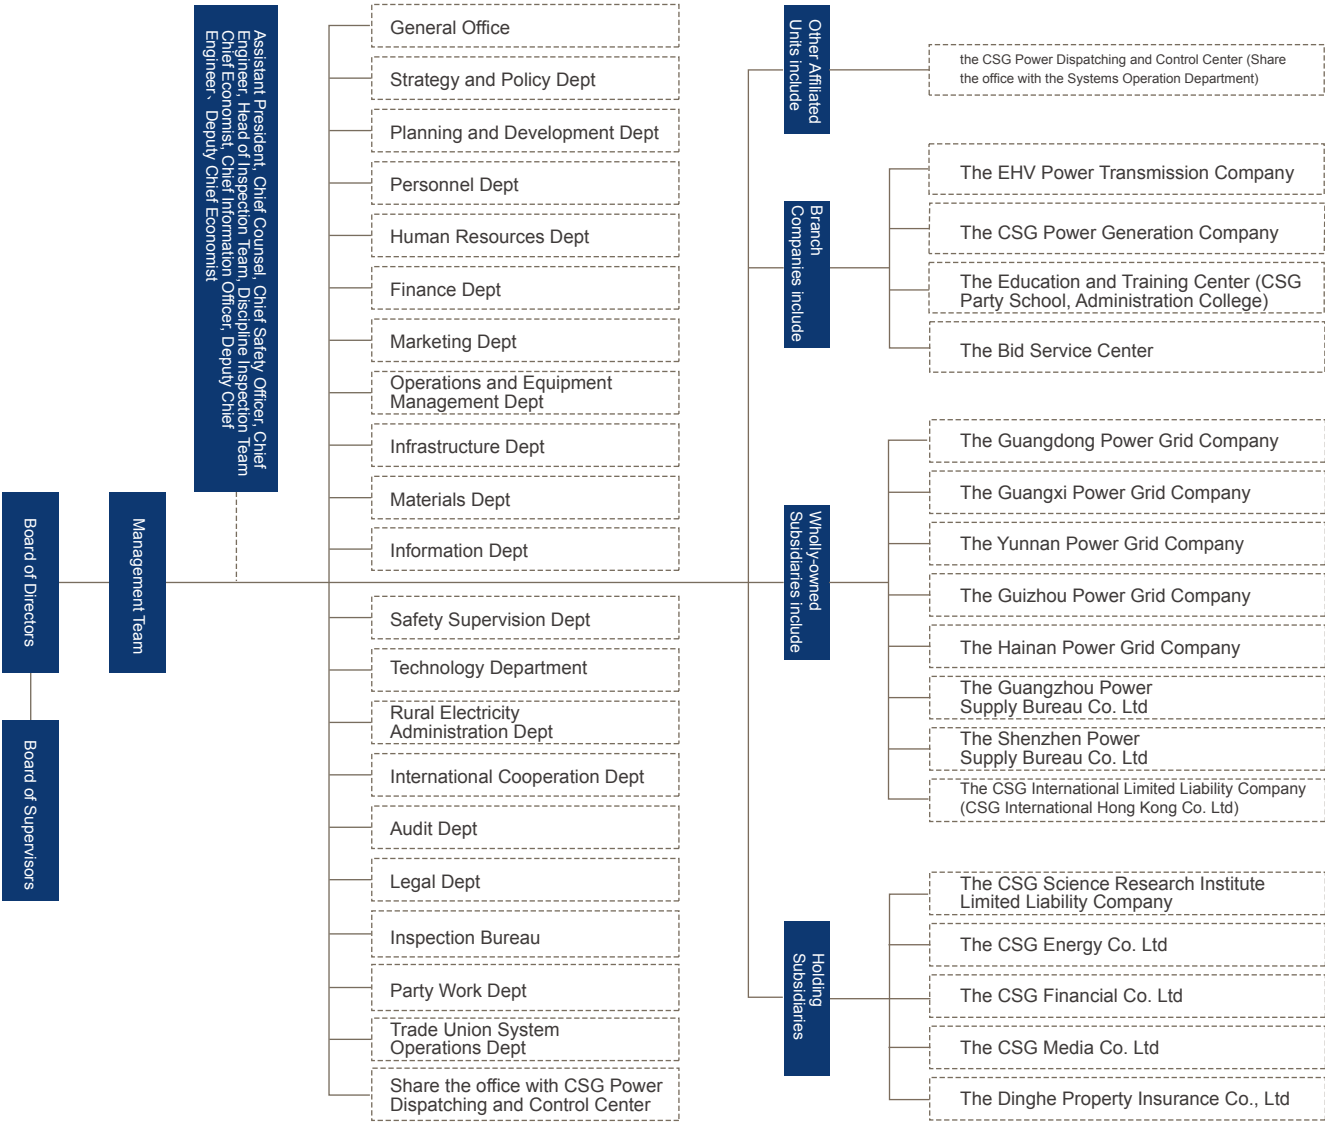 Board of Directors
Board of Supervisors
Management Team
Assistant President, Chief Counsel, Chief Safety Officer, Chief
Engineer, Head of Inspection Team, Discipline Inspection Team
Chief Economist, Chief Information Officer, Deputy Chief
Engineer、Deputy Chief Economist
General Office
Strategy and Policy Dept
Planning and Development Dept
Personnel Dept
Human Resources Dept
Finance Dept
Marketing Dept
Operations and Equipment
Management Dept
Infrastructure Dept
Materials Dept
Information Dept
Safety Supervision Dept
Technology Department
Rural Electricity
Administration Dept
International Cooperation Dept
Audit Dept
Legal Dept
Inspection Bureau
Party Work Dept
Trade Union System
Operations Dept
Share the office with CSG Power
Dispatching and Control Center
Other Affiliated
Units include
the CSG Power Dispatching and Control Center (Share
the office with the Systems Operation Department)
Branch
Companies include
The EHV Power Transmission Company
The CSG Power Generation Company
The Education and Training Center (CSG
Party School, Administration College)
The Bid Service Center
Wholly-owned
Subsidiaries include
The Guangdong Power Grid Company
The Guangxi Power Grid Company
The Yunnan Power Grid Company
The Guizhou Power Grid Company
The Hainan Power Grid Company
The Guangzhou Power
Supply Bureau Co. Ltd
The Shenzhen Power
Supply Bureau Co. Ltd
The CSG International Limited Liability Company
(CSG International Hong Kong Co. Ltd)
Holding
Subsidiaries
The CSG Science Research Institute
Limited Liability Company
The CSG Energy Co. Ltd
The CSG Financial Co. Ltd
The CSG Media Co. Ltd
The Dinghe Property Insurance Co., Ltd